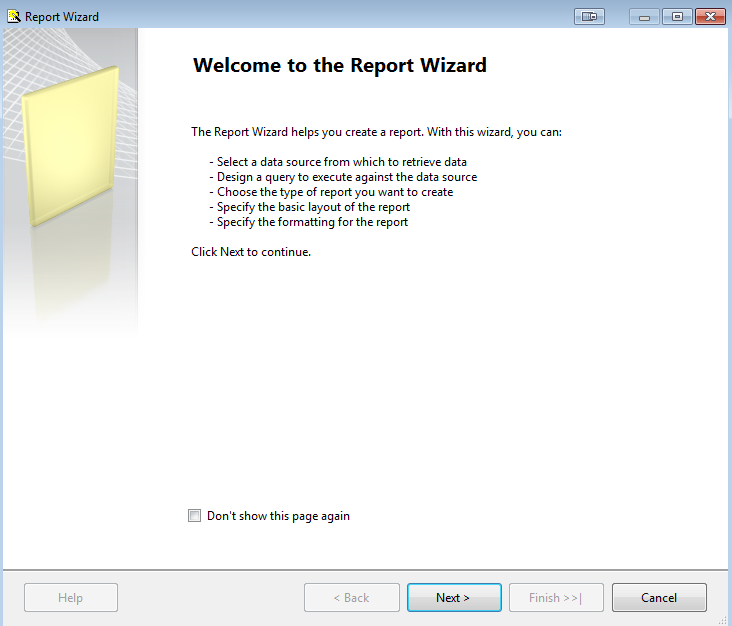 Report Wizard
Welcome to the Report Wizard
The Report Wizard helps you create a report. With this wizard, you can:
- Select a data source from which to retrieve data
- Design a query to execute against the data source
- Choose the type of report you want to create
- Specify the basic layout of the report
- Specify the formatting for the report
Click Next to continue.
Don't show this page again
Help
< Back
Next >
Finish >>|
Cancel